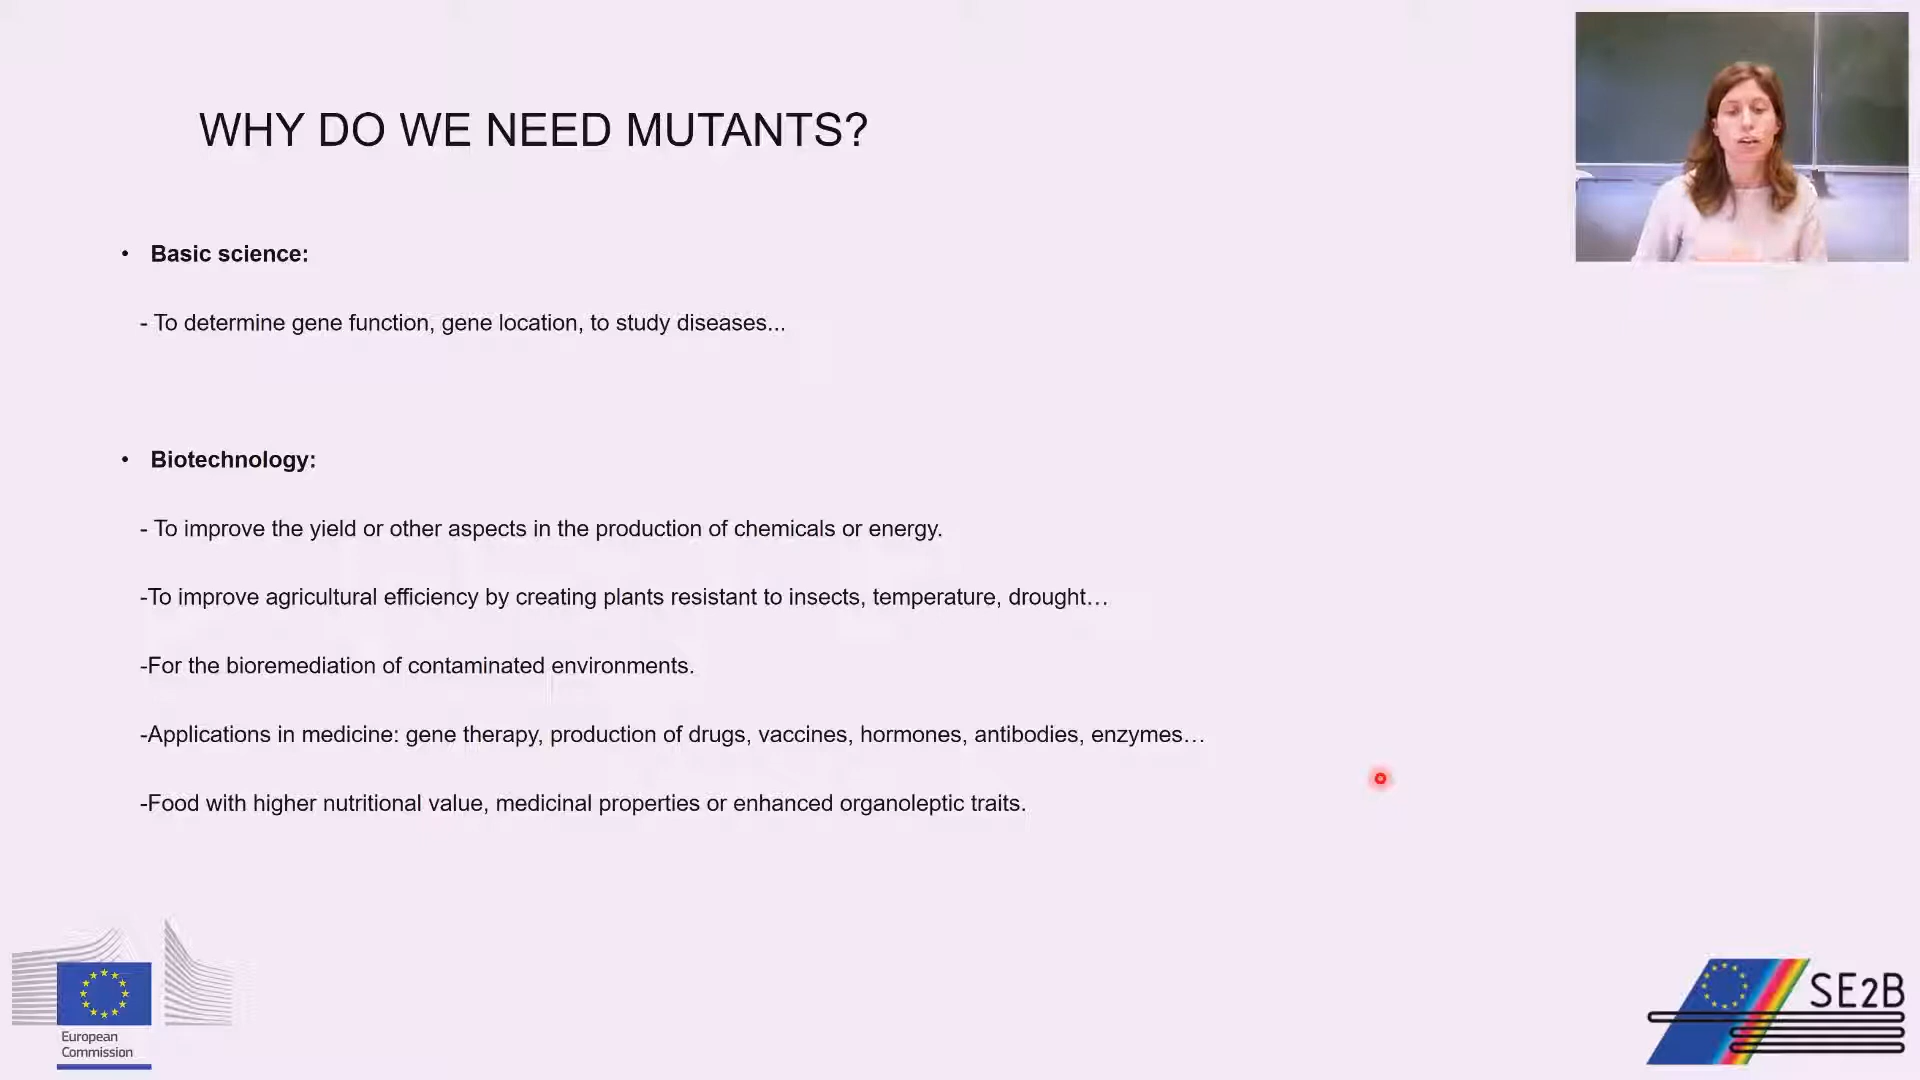 WHY DO WE NEED MUTANTS?
• Basic science:
- To determine gene function, gene location, to study diseases...
• Biotechnology:
- To improve the yield or other aspects in the production of chemicals or energy.
-To improve agricultural efficiency by creating plants resistant to insects, temperature, drought…
-For the bioremediation of contaminated environments.
-Applications in medicine: gene therapy, production of drugs, vaccines, hormones, antibodies, enzymes…
-Food with higher nutritional value, medicinal properties or enhanced organoleptic traits.
European
Commission
SE2B